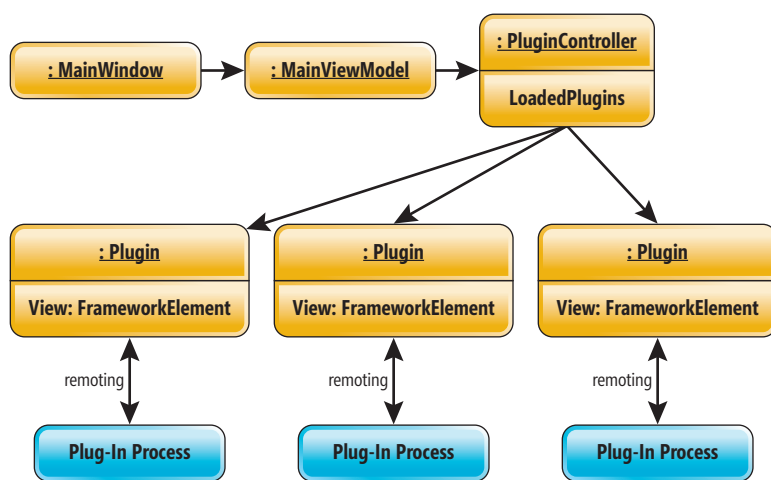 : MainWindow
: MainViewModel
: PluginController
LoadedPlugins
: Plugin
: Plugin
: Plugin
View: FrameworkElement
View: FrameworkElement
View: FrameworkElement
remoting
remoting
remoting
Plug-In Process
Plug-In Process
Plug-In Process